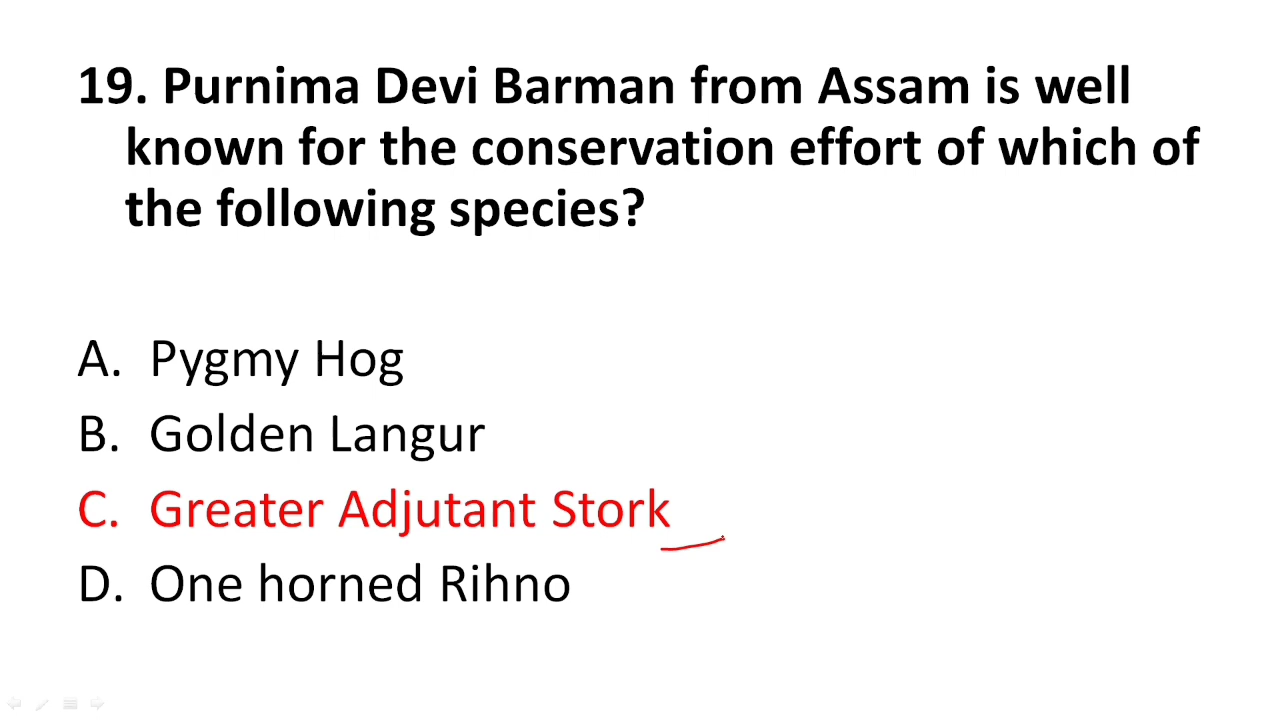 19. Purnima Devi Barman from Assam is well
known for the conservation effort of which of
the following species?
A. Pygmy Hog
B. Golden Langur
C. Greater Adjutant Stork
D. One horned Rihno